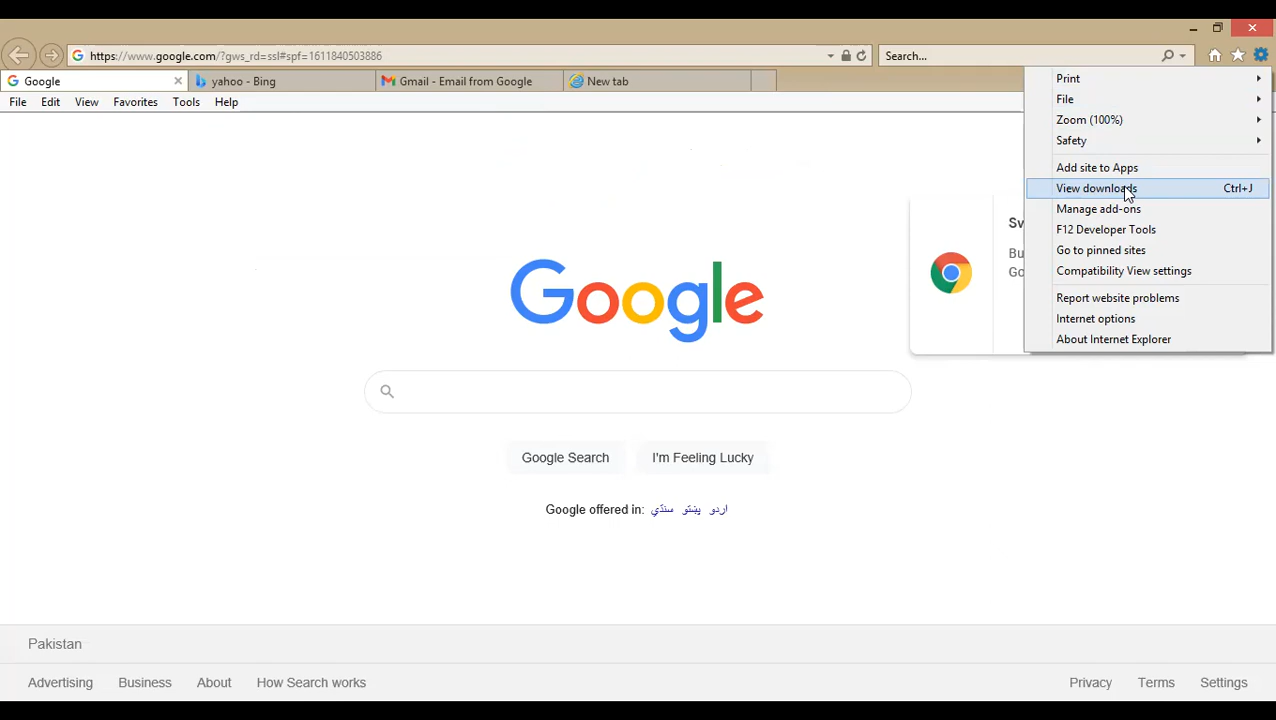 https://www.google.com/?gws_rd=ssl#spf=1611840503886
Search...
Google
yahoo - Bing
Gmail - Email from Google
New tab
File Edit View Favorites Tools Help
Print
File
Zoom (100%)
Safety
Add site to Apps
View downloads Ctrl+J
Manage add-ons
F12 Developer Tools
Go to pinned sites
Compatibility View settings
Report website problems
Internet options
About Internet Explorer
Sv
Bu
Go
Google
Google Search
I'm Feeling Lucky
Google offered in: سنڌي پښتو اردو
Pakistan
Advertising Business About How Search works
Privacy Terms Settings